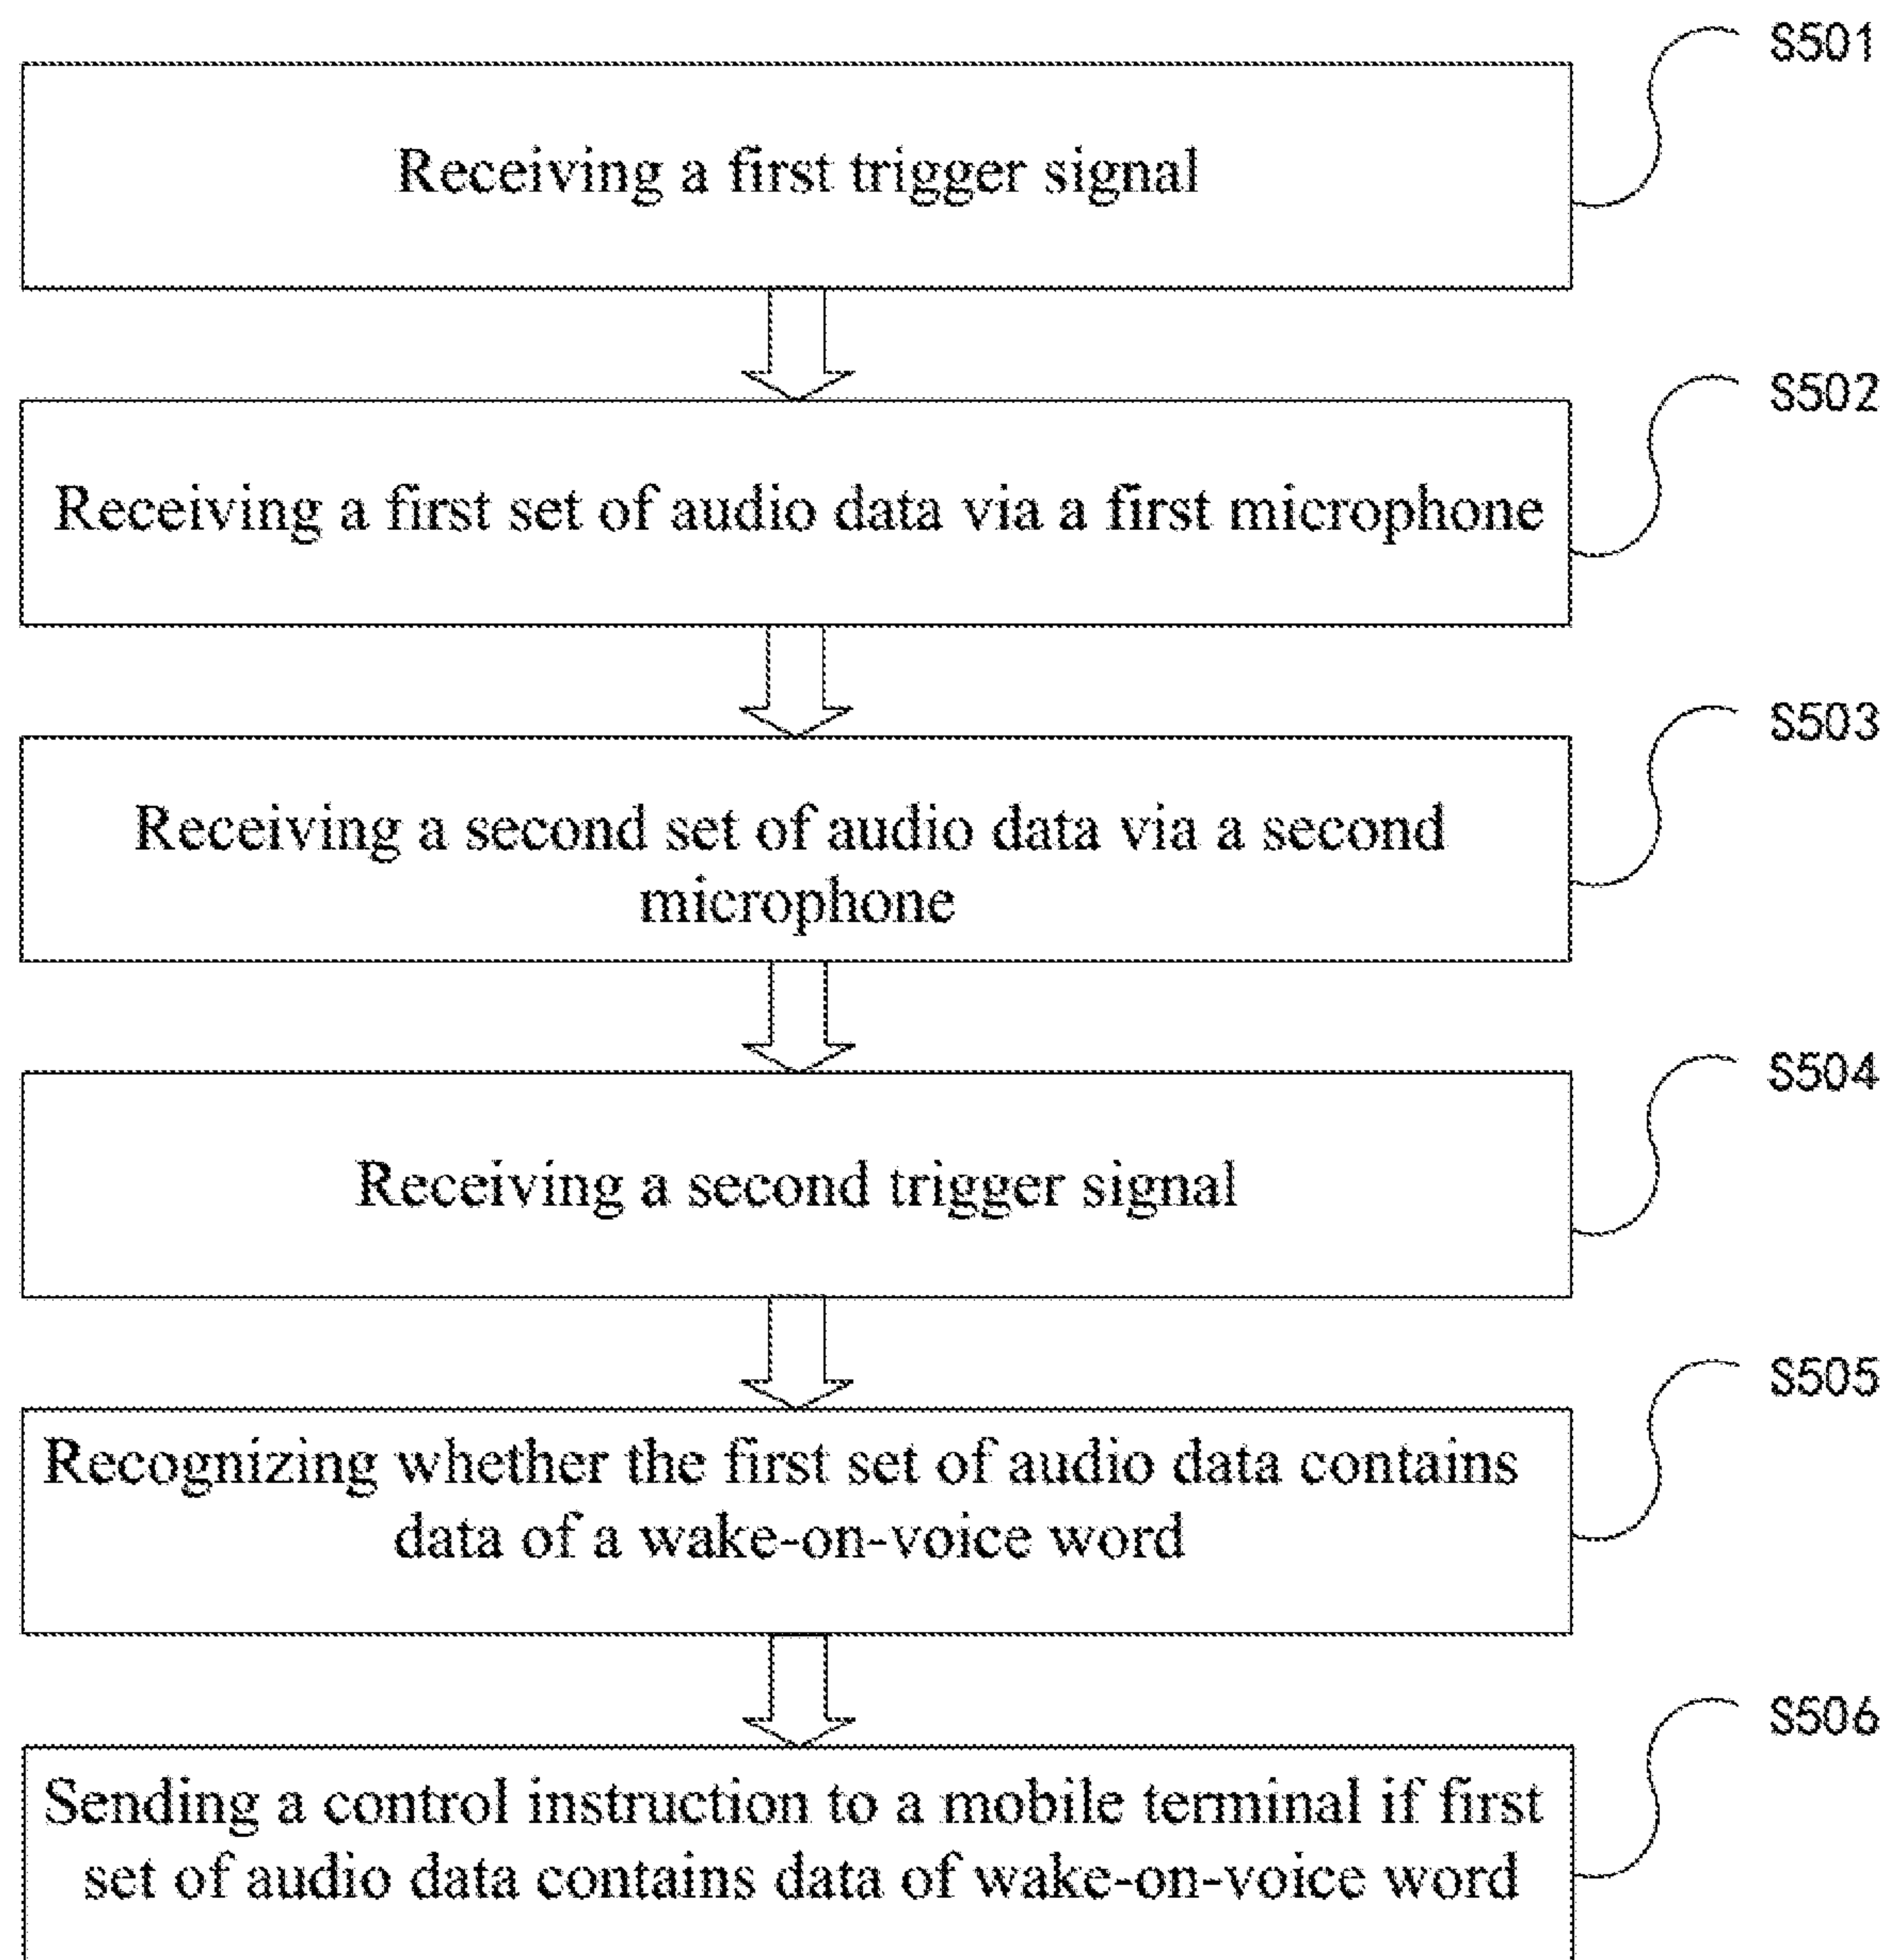 S501
Receiving a first trigger signal
S502
Receiving a first set of audio data via a first microphone
S503
Receiving a second set of audio data via a second
microphone
S504
Receiving a second trigger signal
S505
Recognizing whether the first set of audio data contains
data of a wake-on-voice word
S506
Sending a control instruction to a mobile terminal if first
set of audio data contains data of wake-on-voice word